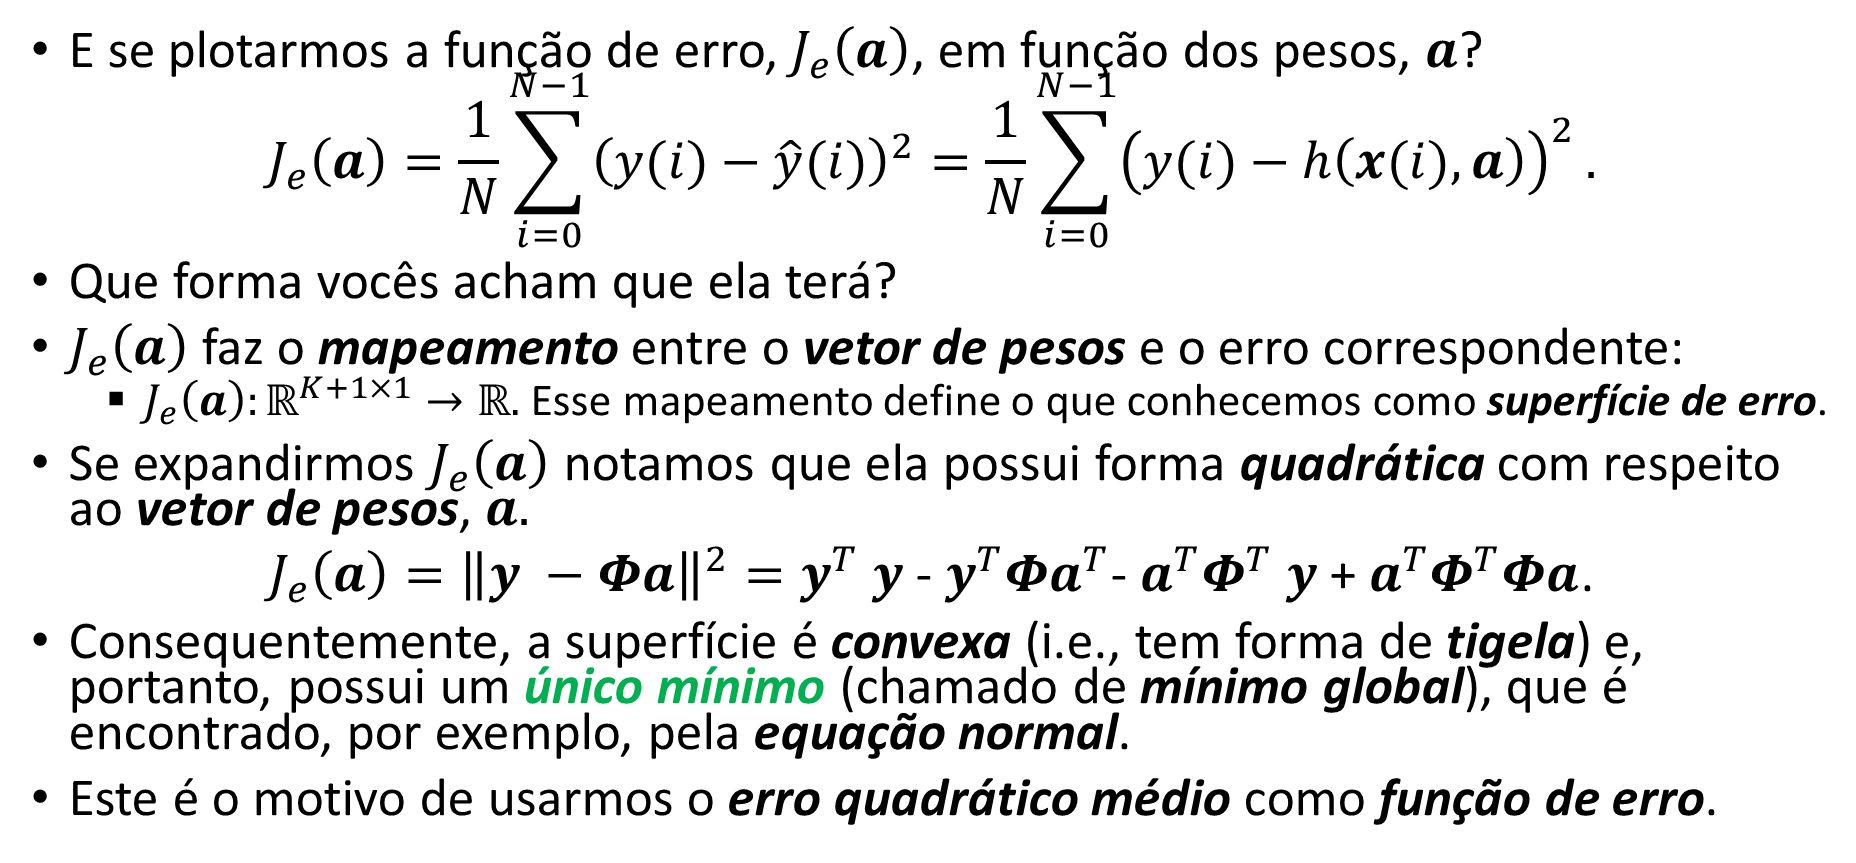 • E se plotarmos a função de erro, J_e(a), em função dos pesos, a?
J_e(a) = \frac{1}{N} \sum_{i=0}^{N-1} (y(i) − ŷ(i))^2 = \frac{1}{N} \sum_{i=0}^{N-1} (y(i) − h(x(i), a))^2 .
• Que forma vocês acham que ela terá?
• J_e(a) faz o mapeamento entre o vetor de pesos e o erro correspondente:
▪ J_e(a): ℝ^{K+1×1} → ℝ. Esse mapeamento define o que conhecemos como superfície de erro.
• Se expandirmos J_e(a) notamos que ela possui forma quadrática com respeito
ao vetor de pesos, a.
J_e(a) = ‖y − Φa‖^2 = y^T y - y^T Φa^T - a^T Φ^T y + a^T Φ^T Φa.
• Consequentemente, a superfície é convexa (i.e., tem forma de tigela) e,
portanto, possui um único mínimo (chamado de mínimo global), que é
encontrado, por exemplo, pela equação normal.
• Este é o motivo de usarmos o erro quadrático médio como função de erro.